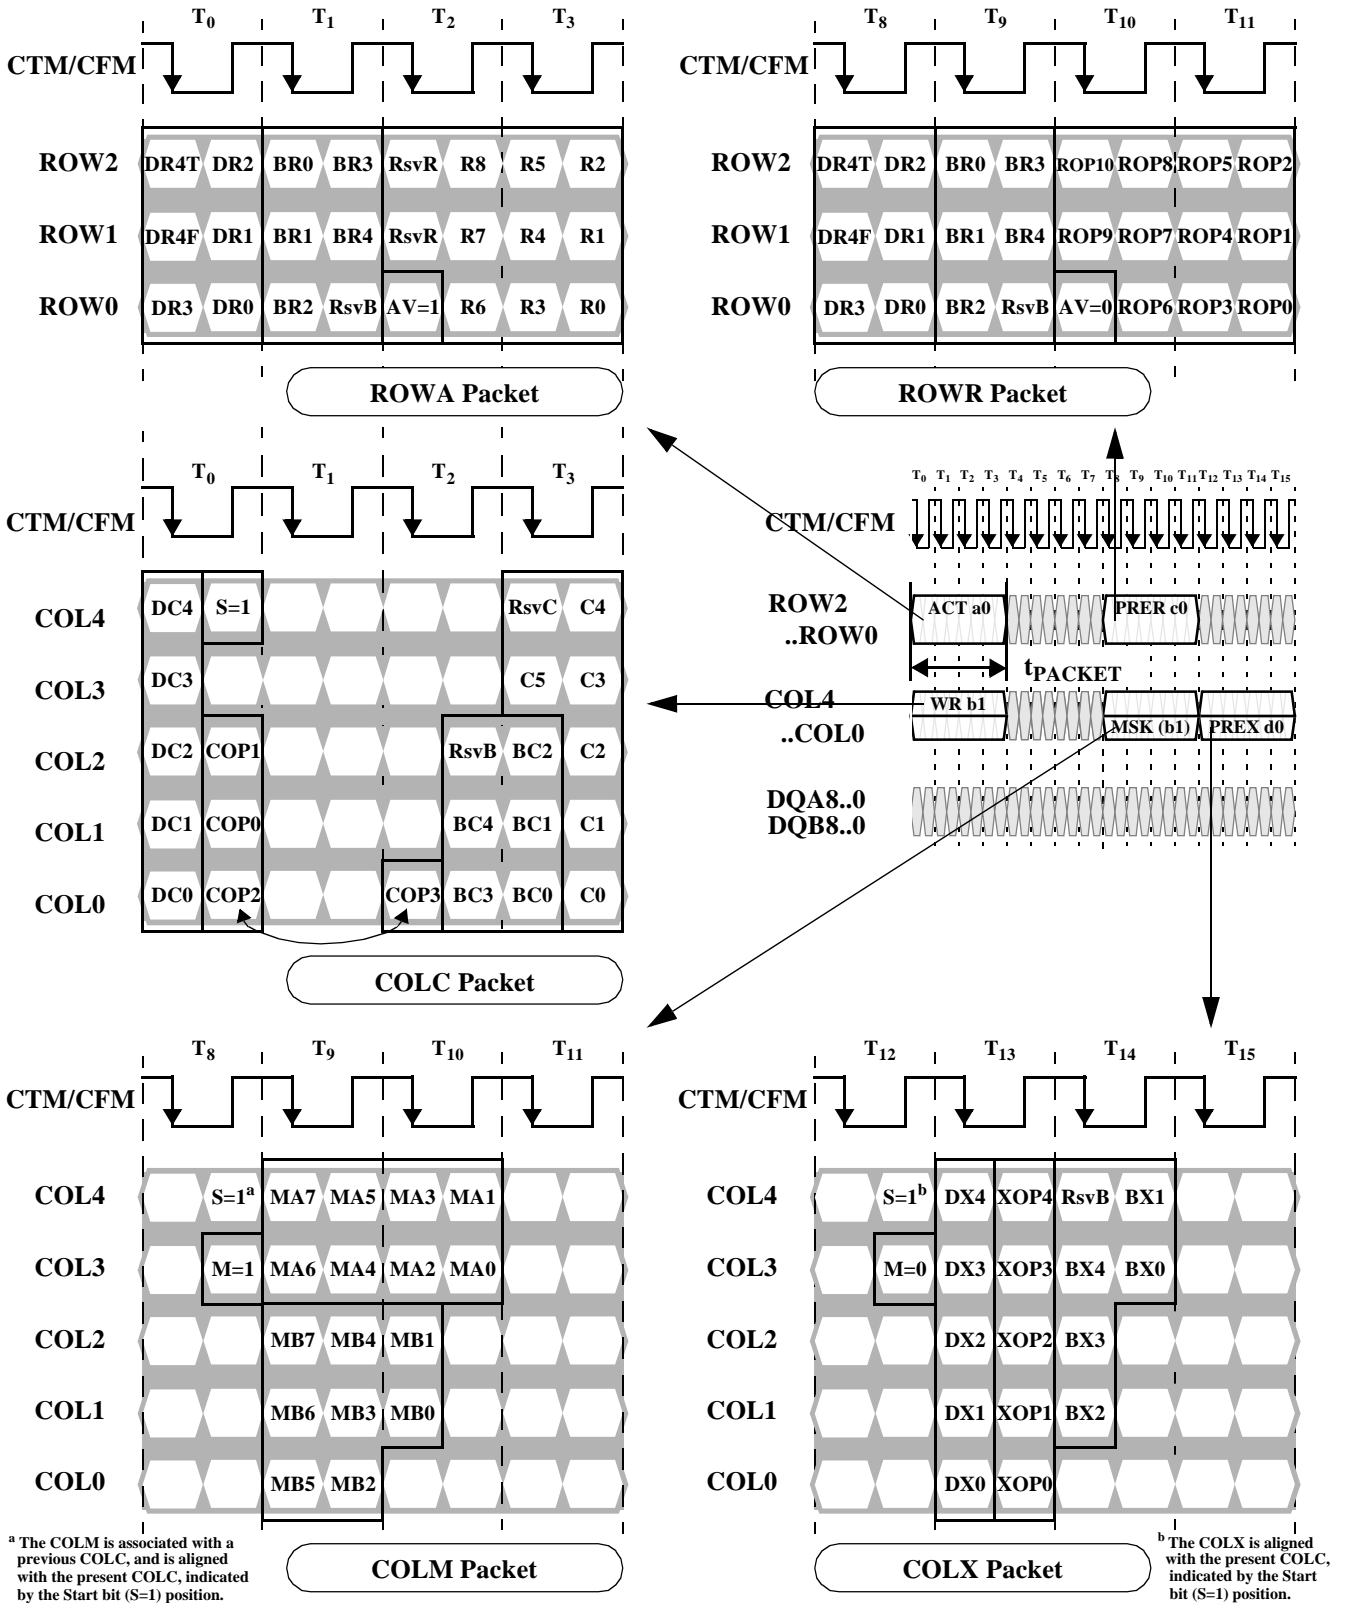 T0 T1 T2 T3
CTM/CFM
ROW2 DR4T DR2 BR0 BR3 RsvR R8 R5 R2
ROW1 DR4F DR1 BR1 BR4 RsvR R7 R4 R1
ROW0 DR3 DR0 BR2 RsvB AV=1 R6 R3 R0
ROWA Packet
T8 T9 T10 T11
CTM/CFM
ROW2 DR4T DR2 BR0 BR3 ROP10 ROP8 ROP5 ROP2
ROW1 DR4F DR1 BR1 BR4 ROP9 ROP7 ROP4 ROP1
ROW0 DR3 DR0 BR2 RsvB AV=0 ROP6 ROP3 ROP0
ROWR Packet
T0 T1 T2 T3
CTM/CFM
COL4 DC4 S=1 RsvC C4
COL3 DC3 C5 C3
COL2 DC2 COP1 RsvB BC2 C2
COL1 DC1 COP0 BC4 BC1 C1
COL0 DC0 COP2 COP3 BC3 BC0 C0
COLC Packet
T0 T1 T2 T3 T4 T5 T6 T7 T8 T9 T10 T11 T12 T13 T14 T15
CTM/CFM
ROW2 ACT a0 PRER c0
..ROW0
tPACKET
COL4 WR b1
..COL0 MSK (b1) PREX d0
DQA8..0
DQB8..0
T8 T9 T10 T11
CTM/CFM
COL4 S=1a MA7 MA5 MA3 MA1
COL3 M=1 MA6 MA4 MA2 MA0
COL2 MB7 MB4 MB1
COL1 MB6 MB3 MB0
COL0 MB5 MB2
a The COLM is associated with a
previous COLC, and is aligned
with the present COLC, indicated
by the Start bit (S=1) position.
COLM Packet
T12 T13 T14 T15
CTM/CFM
COL4 S=1b DX4 XOP4 RsvB BX1
COL3 M=0 DX3 XOP3 BX4 BX0
COL2 DX2 XOP2 BX3
COL1 DX1 XOP1 BX2
COL0 DX0 XOP0
COLX Packet
b The COLX is aligned
with the present COLC,
indicated by the Start
bit (S=1) position.